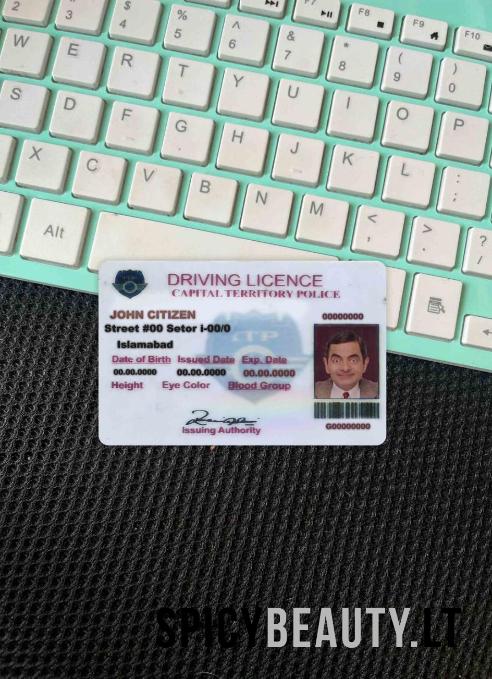 2 3 $ 4 % 5 ^ 6 & 7 * 8 ( 9 ) 0
F7 F8 F9 F10
W E R T Y U I O P
S D F G H J K L : ;
X C V B N M < , > . ? /
Alt
DRIVING LICENCE
CAPITAL TERRITORY POLICE
JOHN CITIZEN
00000000
Street #00 Setor i-00/0
Islamabad
CTP
Date of Birth Issued Date Exp. Date
00.00.0000 00.00.0000 00.00.0000
Height Eye Color Blood Group
Issuing Authority
G00000000
SPICYBEAUTY.LT